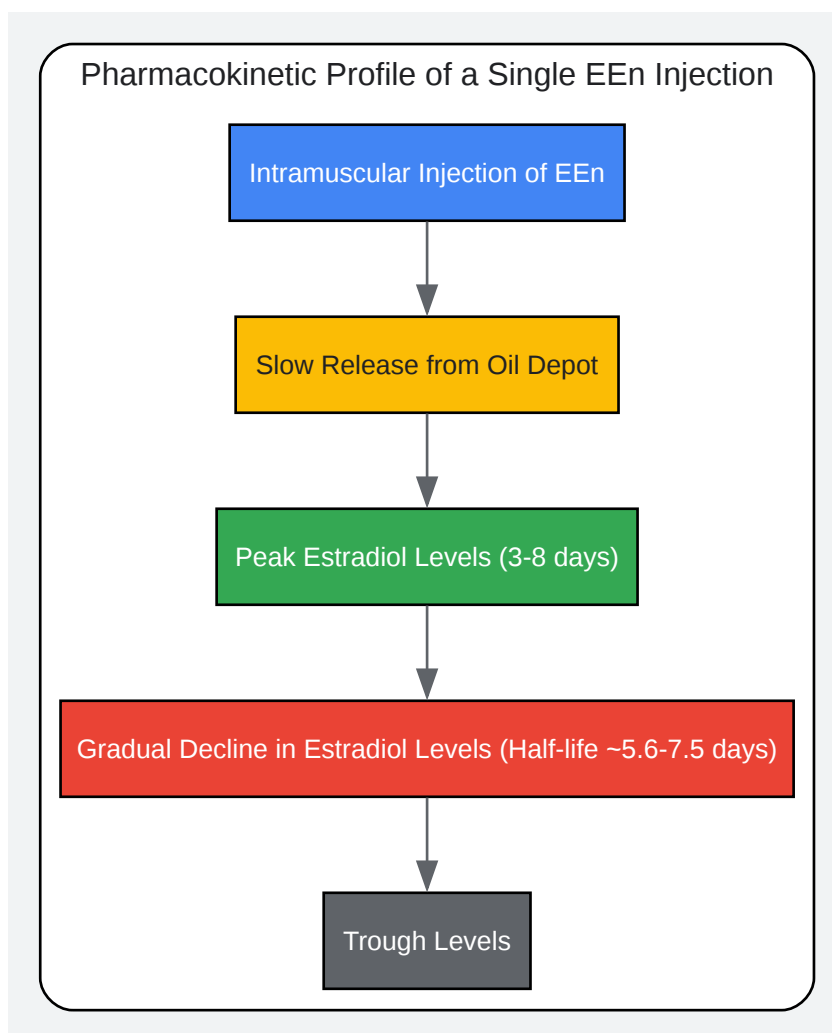 Pharmacokinetic Profile of a Single EEn Injection
Intramuscular Injection of EEn
Slow Release from Oil Depot
Peak Estradiol Levels (3-8 days)
Gradual Decline in Estradiol Levels (Half-life ~5.6-7.5 days)
Trough Levels